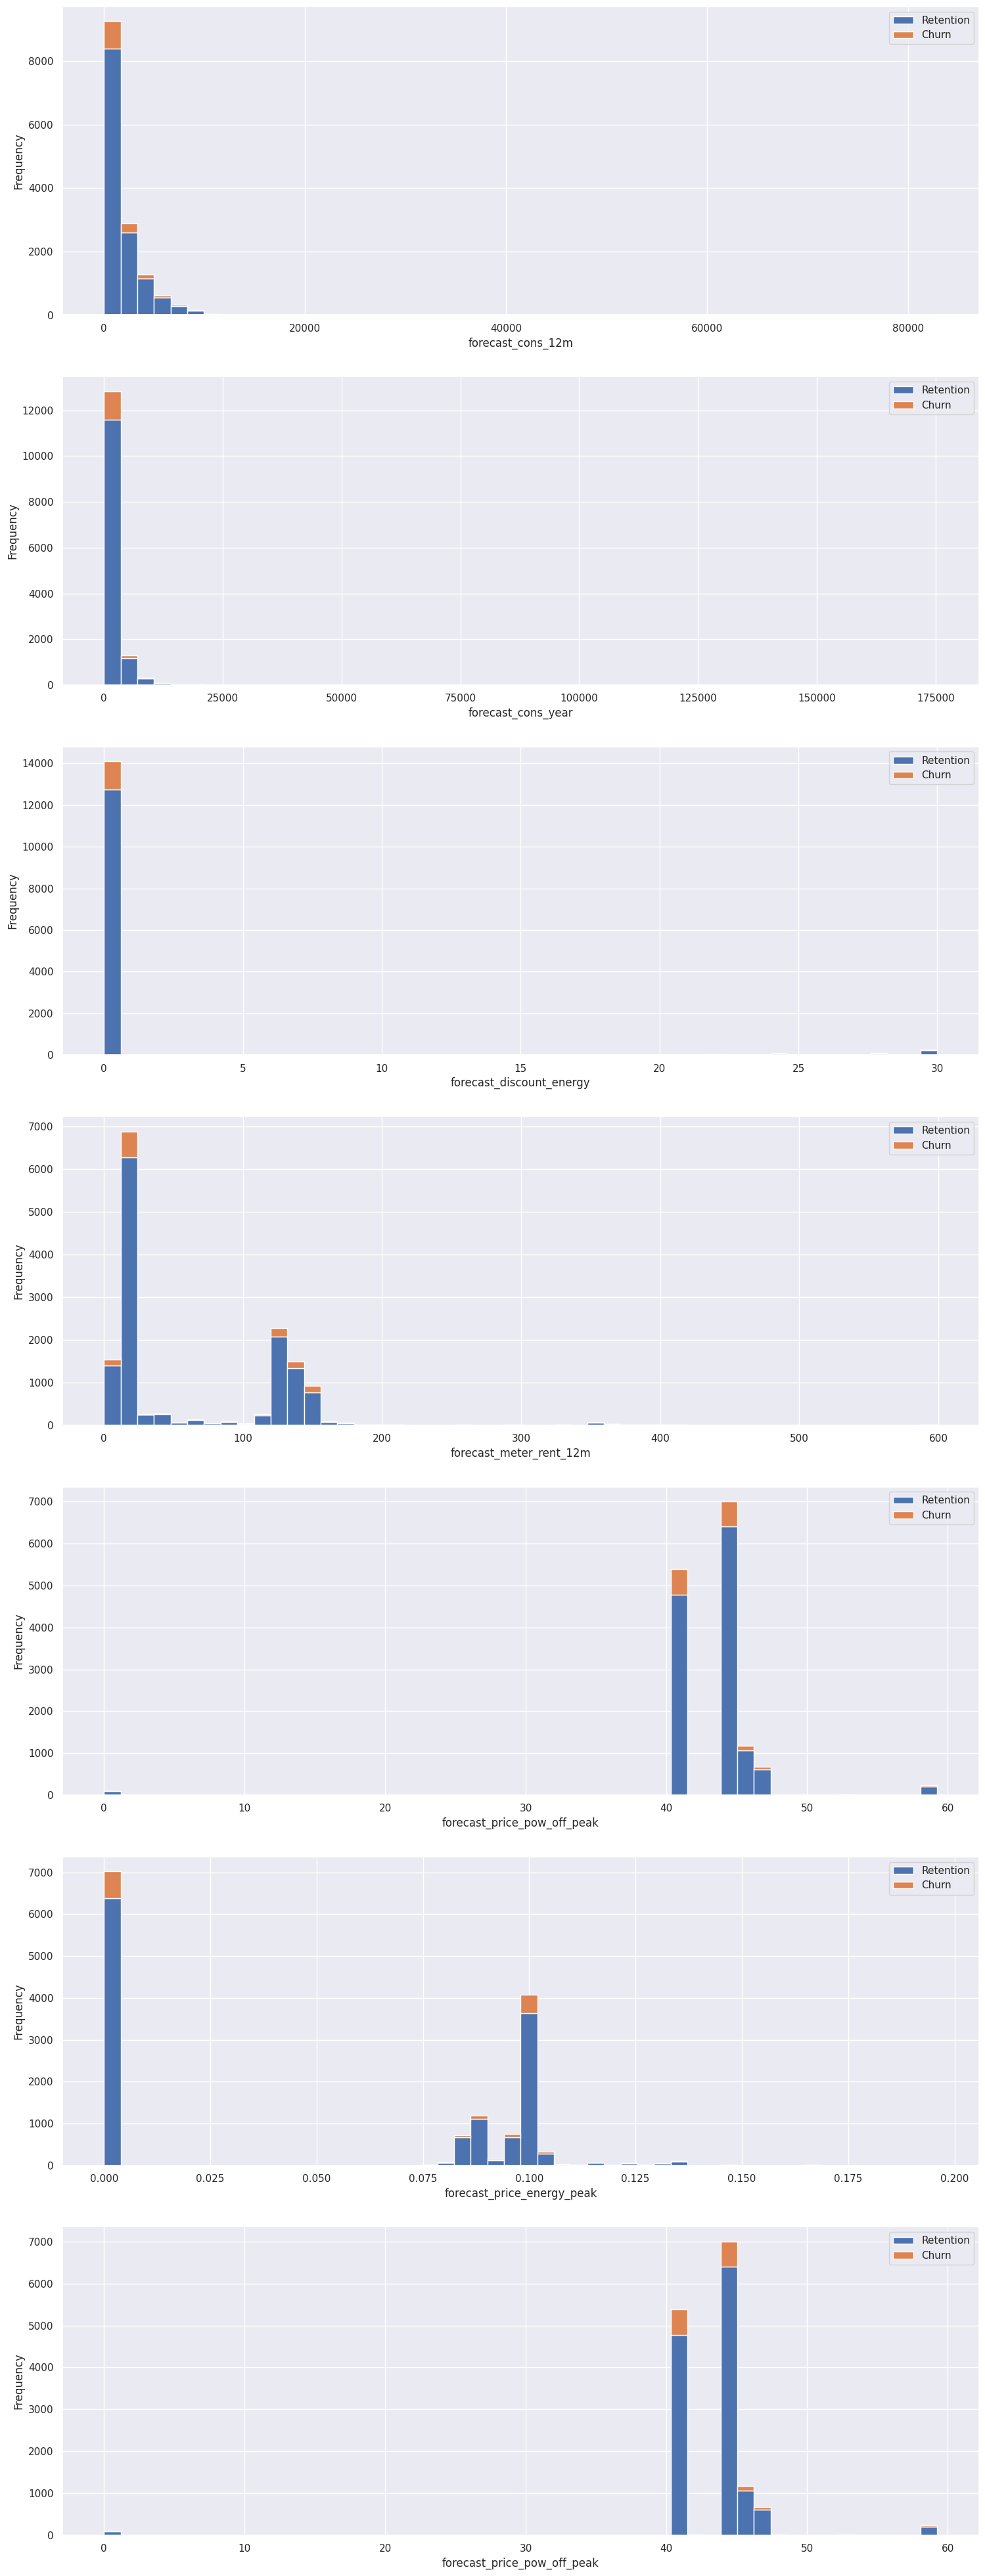 Retention
Churn
8000
6000
4000
2000
0
Frequency
0 20000 40000 60000 80000
forecast_cons_12m
Retention
Churn
12000
10000
8000
6000
4000
2000
0
Frequency
0 25000 50000 75000 100000 125000 150000 175000
forecast_cons_year
Retention
Churn
14000
12000
10000
8000
6000
4000
2000
0
Frequency
0 5 10 15 20 25 30
forecast_discount_energy
Retention
Churn
7000
6000
5000
4000
3000
2000
1000
0
Frequency
0 100 200 300 400 500 600
forecast_meter_rent_12m
Retention
Churn
7000
6000
5000
4000
3000
2000
1000
0
Frequency
0 10 20 30 40 50 60
forecast_price_pow_off_peak
Retention
Churn
7000
6000
5000
4000
3000
2000
1000
0
Frequency
0.000 0.025 0.050 0.075 0.100 0.125 0.150 0.175 0.200
forecast_price_energy_peak
Retention
Churn
7000
6000
5000
4000
3000
2000
1000
0
Frequency
0 10 20 30 40 50 60
forecast_price_pow_off_peak